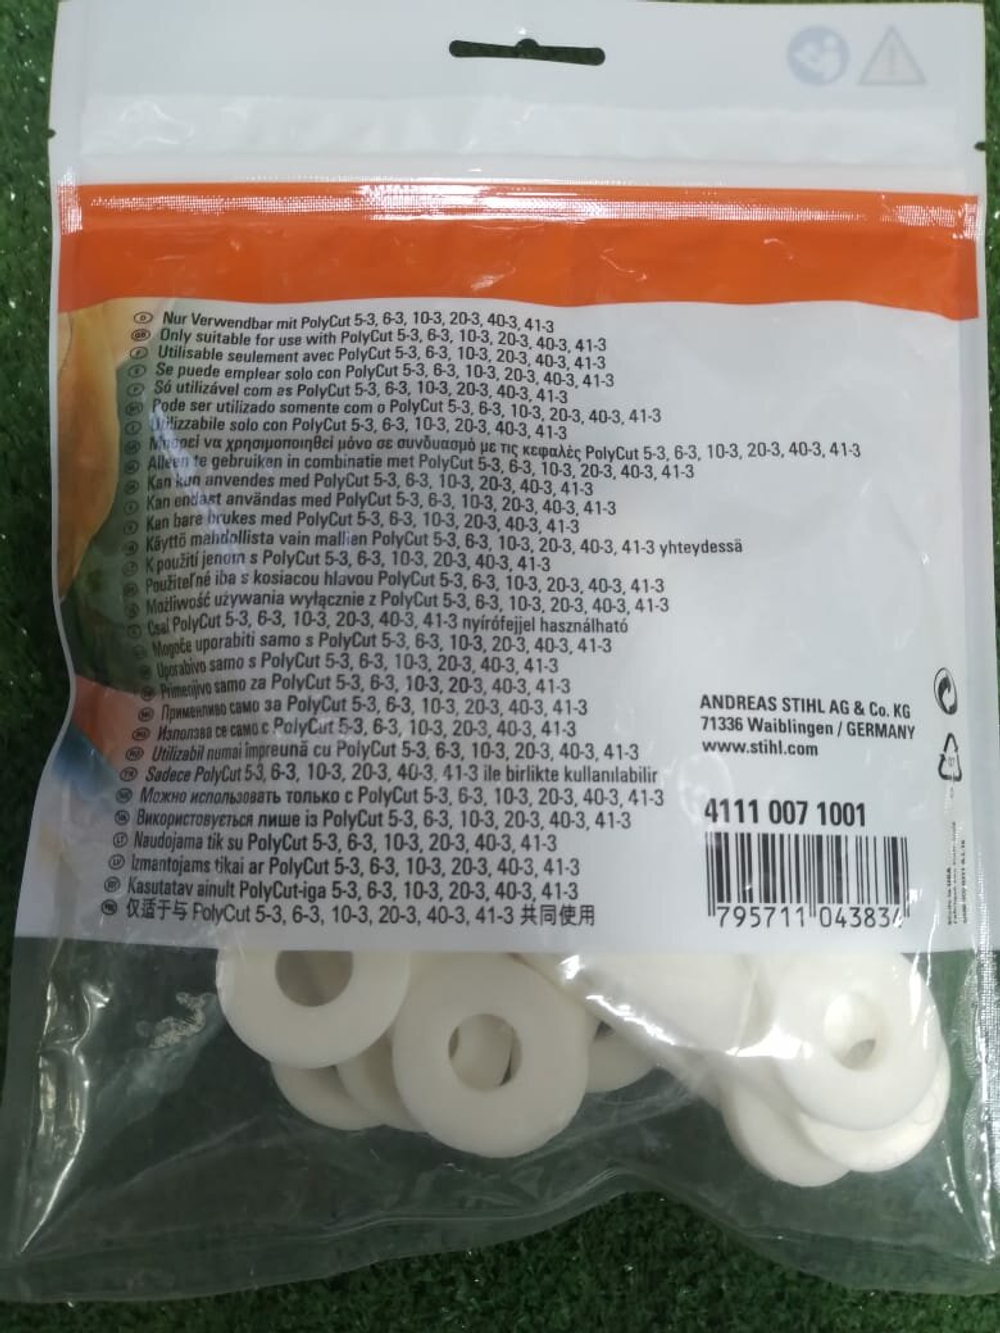 Nur Verwendbar mit PolyCut 5-3, 6-3, 10-3, 20-3, 40-3, 41-3
GB Only suitable for use with PolyCut 5-3, 6-3, 10-3, 20-3, 40-3, 41-3
F Utilisable seulement avec PolyCut 5-3, 6-3, 10-3, 20-3, 40-3, 41-3
E Se puede emplear solo con PolyCut 5-3, 6-3, 10-3, 20-3, 40-3, 41-3
P Só utilizável com as PolyCut 5-3, 6-3, 10-3, 20-3, 40-3, 41-3
Pode ser utilizado somente com o PolyCut 5-3, 6-3, 10-3, 20-3, 40-3, 41-3
I Utilizzabile solo con PolyCut 5-3, 6-3, 10-3, 20-3, 40-3, 41-3
Μπορεί να χρησιμοποιηθεί μόνο σε συνδυασμό με τις κεφαλές PolyCut 5-3, 6-3, 10-3, 20-3, 40-3, 41-3
Alleen te gebruiken in combinatie met PolyCut 5-3, 6-3, 10-3, 20-3, 40-3, 41-3
Kan kun anvendes med PolyCut 5-3, 6-3, 10-3, 20-3, 40-3, 41-3
Kan endast användas med PolyCut 5-3, 6-3, 10-3, 20-3, 40-3, 41-3
Kan bare brukes med PolyCut 5-3, 6-3, 10-3, 20-3, 40-3, 41-3
Käyttö mahdollista vain mallien PolyCut 5-3, 6-3, 10-3, 20-3, 40-3, 41-3 yhteydessä
K použití jenom s PolyCut 5-3, 6-3, 10-3, 20-3, 40-3, 41-3
Použiteľné iba s kosiacou hlavou PolyCut 5-3, 6-3, 10-3, 20-3, 40-3, 41-3
Możliwość używania wyłącznie z PolyCut 5-3, 6-3, 10-3, 20-3, 40-3, 41-3
Csal PolyCut 5-3, 6-3, 10-3, 20-3, 40-3, 41-3 nyírófejjel használható
Mogoče uporabiti samo s PolyCut 5-3, 6-3, 10-3, 20-3, 40-3, 41-3
Uporabivo samo s PolyCut 5-3, 6-3, 10-3, 20-3, 40-3, 41-3
Primenjivo samo za PolyCut 5-3, 6-3, 10-3, 20-3, 40-3, 41-3
Применливо само за PolyCut 5-3, 6-3, 10-3, 20-3, 40-3, 41-3
Използва се само с PolyCut 5-3, 6-3, 10-3, 20-3, 40-3, 41-3
RO Utilizabil numai împreună cu PolyCut 5-3, 6-3, 10-3, 20-3, 40-3, 41-3
TR Sadece PolyCut 5-3, 6-3, 10-3, 20-3, 40-3, 41-3 ile birlikte kullanılabilir
Можно использовать только с PolyCut 5-3, 6-3, 10-3, 20-3, 40-3, 41-3
Використовується лише із PolyCut 5-3, 6-3, 10-3, 20-3, 40-3, 41-3
LT Naudojama tik su PolyCut 5-3, 6-3, 10-3, 20-3, 40-3, 41-3
LV Izmantojams tikai ar PolyCut 5-3, 6-3, 10-3, 20-3, 40-3, 41-3
Kasutatav ainult PolyCut-iga 5-3, 6-3, 10-3, 20-3, 40-3, 41-3
仅适于与 PolyCut 5-3, 6-3, 10-3, 20-3, 40-3, 41-3 共同使用
ANDREAS STIHL AG & Co. KG
71336 Waiblingen / GERMANY
www.stihl.com
4111 007 1001
795711 043834